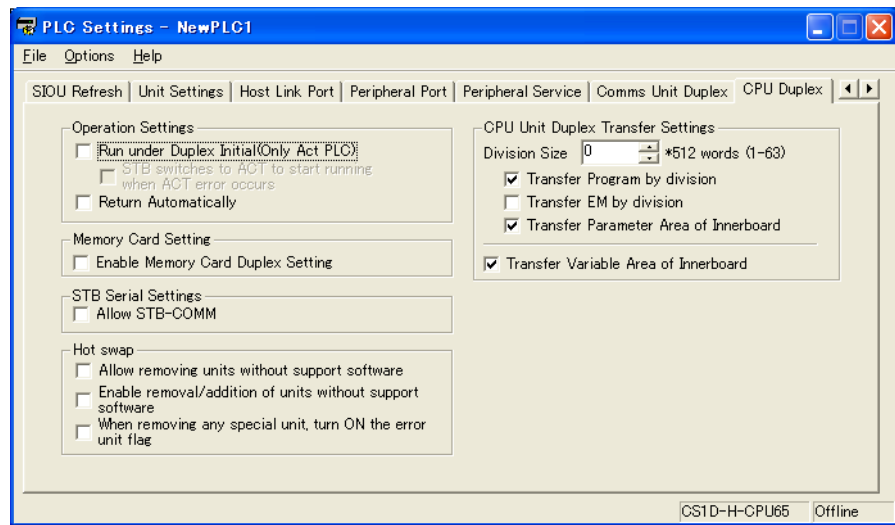 PLC Settings - NewPLC1
File Options Help
SIOU Refresh Unit Settings Host Link Port Peripheral Port Peripheral Service Comms Unit Duplex CPU Duplex
Operation Settings
Run under Duplex Initial(Only Act PLC)
STB switches to ACT to start running
when ACT error occurs
Return Automatically
Memory Card Setting
Enable Memory Card Duplex Setting
STB Serial Settings
Allow STB-COMM
Hot swap
Allow removing units without support software
Enable removal/addition of units without support
software
When removing any special unit, turn ON the error
unit flag
CPU Unit Duplex Transfer Settings
Division Size 0 *512 words (1-63)
Transfer Program by division
Transfer EM by division
Transfer Parameter Area of Innerboard
Transfer Variable Area of Innerboard
CS1D-H-CPU65 Offline